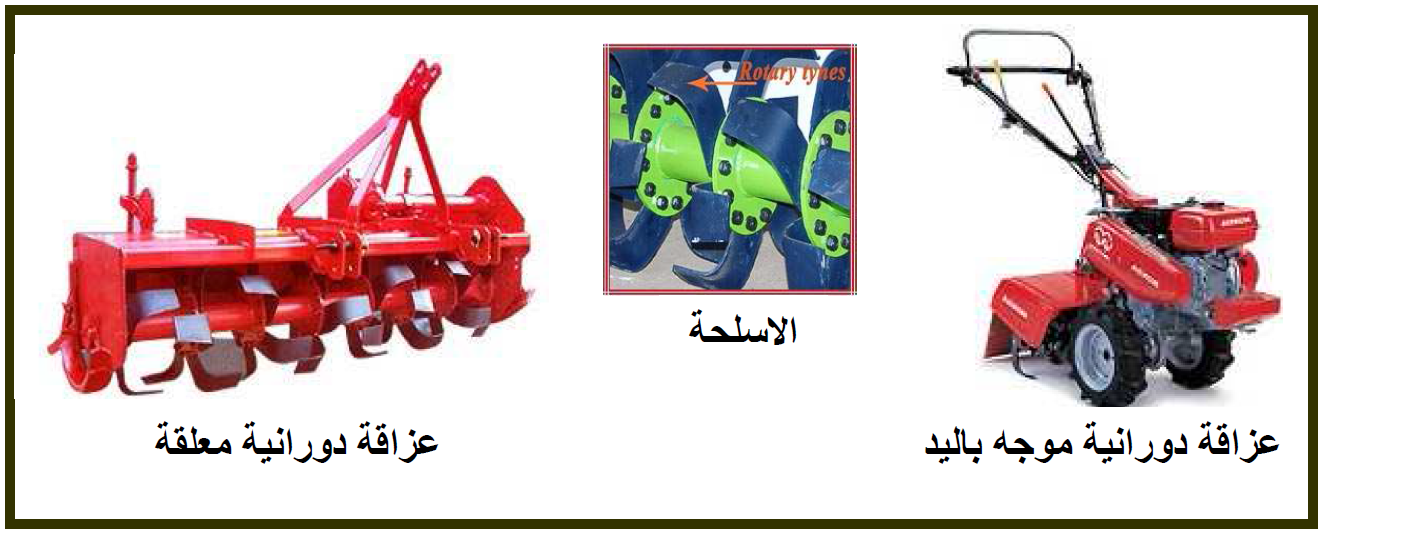 Rotary tynes
الاسلحة
عزاقة دورانية موجه باليد
عزاقة دورانية معلقة